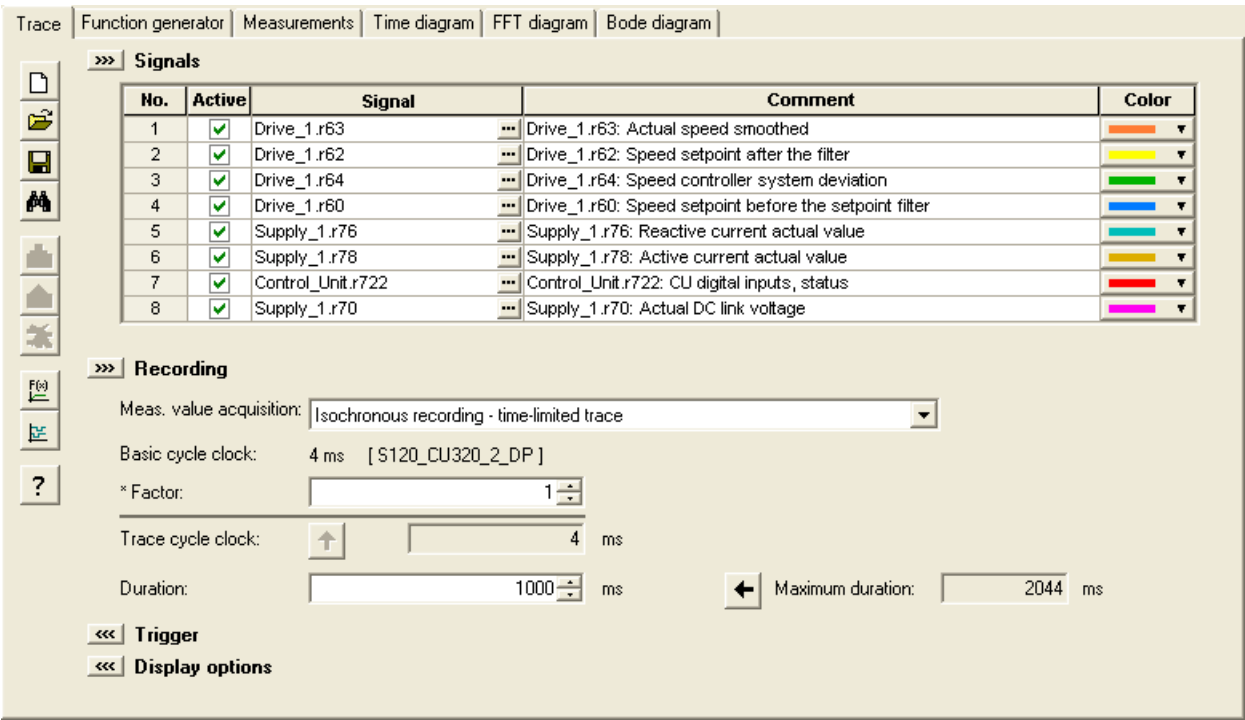 Trace Function generator Measurements Time diagram FFT diagram Bode diagram
>>> Signals
No. Active Signal Comment Color
1 Drive_1.r63 ... Drive_1.r63: Actual speed smoothed
2 Drive_1.r62 ... Drive_1.r62: Speed setpoint after the filter
3 Drive_1.r64 ... Drive_1.r64: Speed controller system deviation
4 Drive_1.r60 ... Drive_1.r60: Speed setpoint before the setpoint filter
5 Supply_1.r76 ... Supply_1.r76: Reactive current actual value
6 Supply_1.r78 ... Supply_1.r78: Active current actual value
7 Control_Unit.r722 ... Control_Unit.r722: CU digital inputs, status
8 Supply_1.r70 ... Supply_1.r70: Actual DC link voltage
>>> Recording
F(x)
Meas. value acquisition: Isochronous recording - time-limited trace
Basic cycle clock: 4 ms [ S120_CU320_2_DP ]
?
* Factor: 1
Trace cycle clock: 4 ms
Duration: 1000 ms Maximum duration: 2044 ms
<<< Trigger
<<< Display options